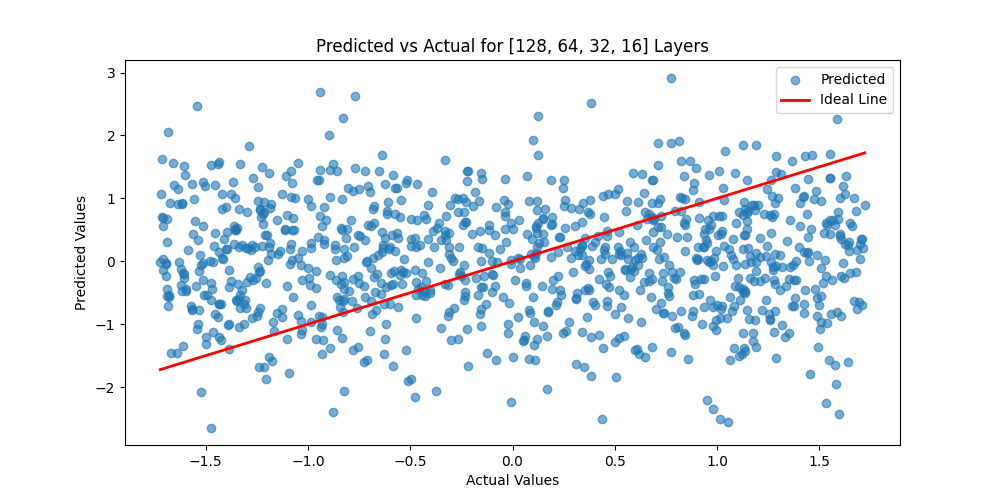 Predicted vs Actual for [128, 64, 32, 16] Layers
Predicted
Ideal Line
3
2
1
0
−1
−2
Predicted Values
−1.5
−1.0
−0.5
0.0
0.5
1.0
1.5
Actual Values